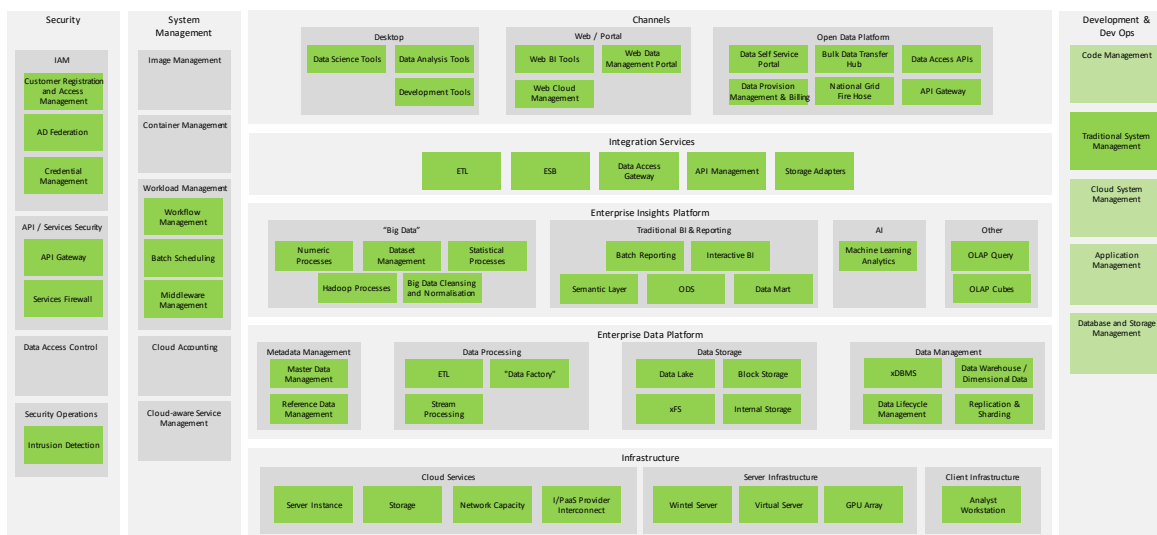 Security
IAM
Customer Registration
and Access
Management
AD Federation
Credential
Management
API / Services Security
API Gateway
Services Firewall
Data Access Control
Security Operations
Intrusion Detection
System
Management
Image Management
Container Management
Workload Management
Workflow
Management
Batch Scheduling
Middleware
Management
Cloud Accounting
Cloud-aware Service
Management
Channels
Desktop
Data Science Tools
Data Analysis Tools
Development Tools
Web / Portal
Web BI Tools
Web Data
Management Portal
Web Cloud
Management
Open Data Platform
Data Self Service
Portal
Bulk Data Transfer
Hub
Data Access APIs
Data Provision
Management & Billing
National Grid
Fire Hose
API Gateway
Integration Services
ETL
ESB
Data Access
Gateway
API Management
Storage Adapters
Enterprise Insights Platform
"Big Data"
Numeric
Processes
Dataset
Management
Statistical
Processes
Hadoop Processes
Big Data Cleansing
and Normalisation
Traditional BI & Reporting
Batch Reporting
Interactive BI
Semantic Layer
ODS
Data Mart
AI
Machine Learning
Analytics
Other
OLAP Query
OLAP Cubes
Enterprise Data Platform
Metadata Management
Master Data
Management
Reference Data
Management
Data Processing
ETL
"Data Factory"
Stream
Processing
Data Storage
Data Lake
Block Storage
xFS
Internal Storage
Data Management
xDBMS
Data Warehouse /
Dimensional Data
Data Lifecycle
Management
Replication &
Sharding
Infrastructure
Cloud Services
Server Instance
Storage
Network Capacity
I/PaaS Provider
Interconnect
Server Infrastructure
Wintel Server
Virtual Server
GPU Array
Client Infrastructure
Analyst
Workstation
Development &
Dev Ops
Code Management
Traditional System
Management
Cloud System
Management
Application
Management
Database and Storage
Management